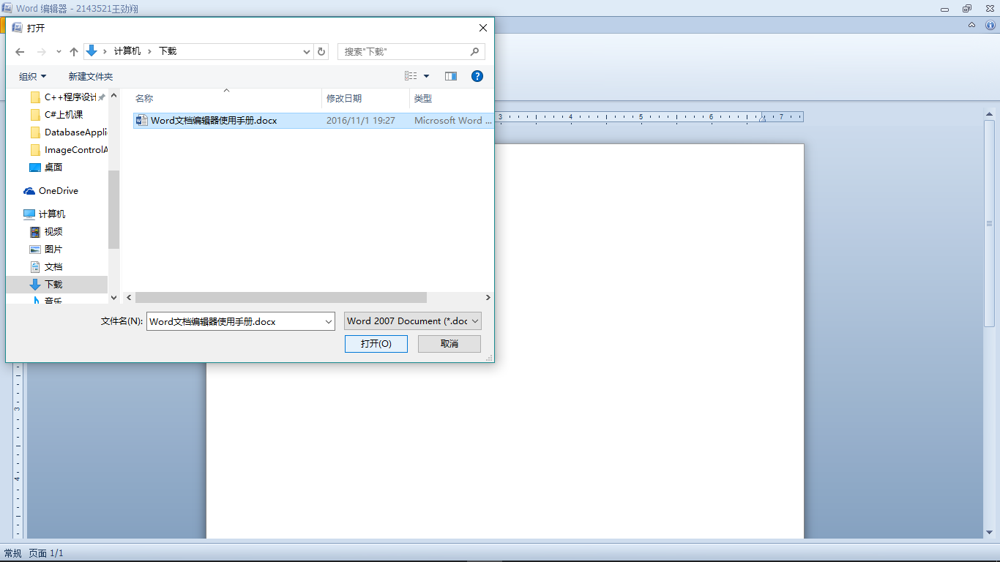 Word 编辑器 - 2143521王劲翔
打开
计算机 下载
搜索"下载"
组织 新建文件夹
C++程序设计
C#上机课
DatabaseAppli
ImageControlA
桌面
OneDrive
计算机
视频
图片
文档
下载
音乐
名称 修改日期 类型
Word文档编辑器使用手册.docx 2016/11/1 19:27 Microsoft Word ...
文件名(N): Word文档编辑器使用手册.docx Word 2007 Document (*.doc
打开(O) 取消
3 4 5 6 7
3
4
常规 页面 1/1